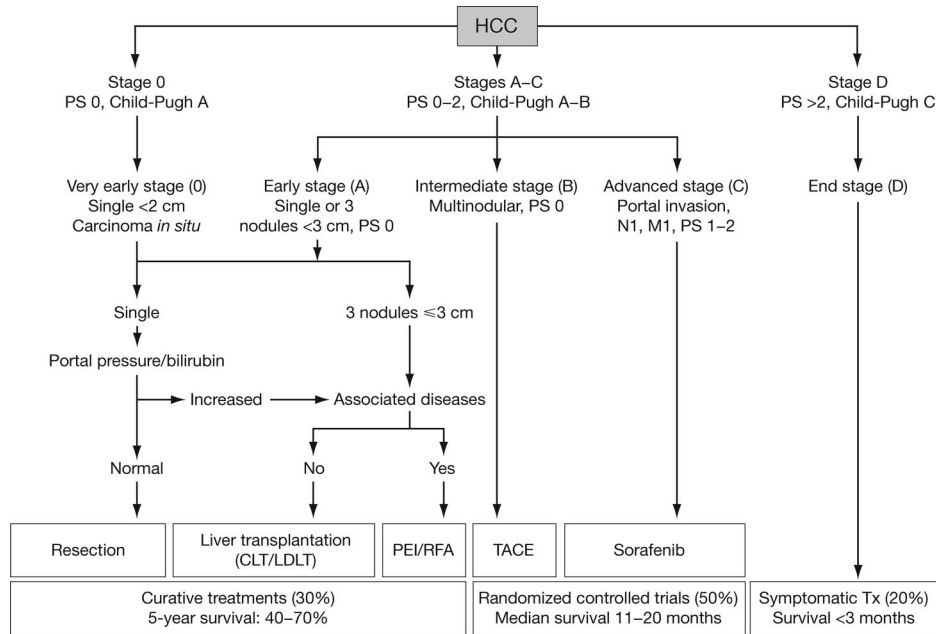 HCC
Stage 0
PS 0, Child-Pugh A
Stages A–C
PS 0–2, Child-Pugh A–B
Stage D
PS >2, Child-Pugh C
Very early stage (0)
Single <2 cm
Carcinoma in situ
Early stage (A)
Single or 3
nodules <3 cm, PS 0
Intermediate stage (B)
Multinodular, PS 0
Advanced stage (C)
Portal invasion,
N1, M1, PS 1–2
End stage (D)
Single
3 nodules ⩽3 cm
Portal pressure/bilirubin
Increased
Associated diseases
Normal
No
Yes
Resection
Liver transplantation
(CLT/LDLT)
PEI/RFA
TACE
Sorafenib
Curative treatments (30%)
5-year survival: 40–70%
Randomized controlled trials (50%)
Median survival 11–20 months
Symptomatic Tx (20%)
Survival <3 months